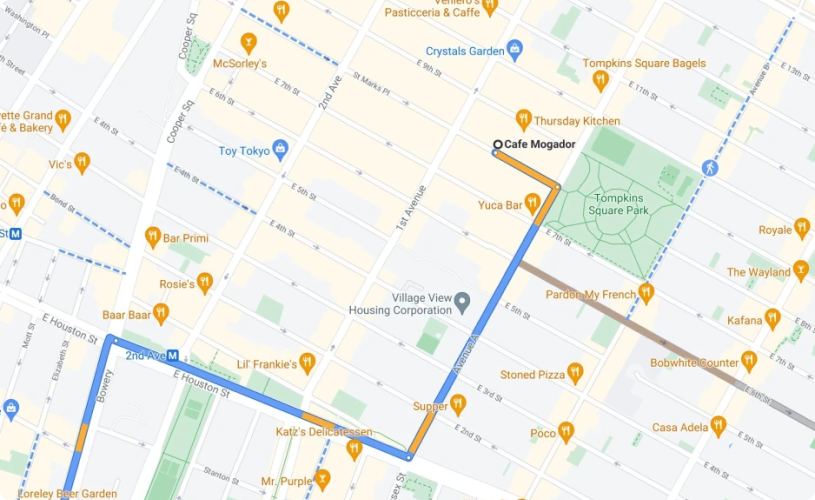 Veniero's
Pasticceria & Caffe
Washington Pl
Cooper Sq
McSorley's
Crystals Garden
E 9th St
E 7th St
St Marks Pl
2nd Ave
Tompkins Square Bagels
E 13th St
Avenue B
E 11th St
E 6th St
Cooper Sq
Thursday Kitchen
E 4th St
Cafe Mogador
Toy Tokyo
Vic's
E 4th St
E 5th St
1st Avenue
Yuca Bar
Tompkins
Square Park
Bond St
Bar Primi
E 4th St
E 7th St
Royale
The Wayland
Rosie's
Village View
Housing Corporation
E 5th St
Pardon My French
Baar Baar
Kafana
E 8th
E Houston St
Mott St
Elizabeth St
2nd Ave M
Avenue A
Lil' Frankie's
Bobwhite Counter
E 7th St
Stoned Pizza
E 3rd St
E 6th St
Bowery
E Houston St
Supper
E 2nd St
Katz's Delicatessen
Poco
Casa Adela
E 5th St
E 4th St
Stanton St
Mr. Purple
Loreley Beer Garden